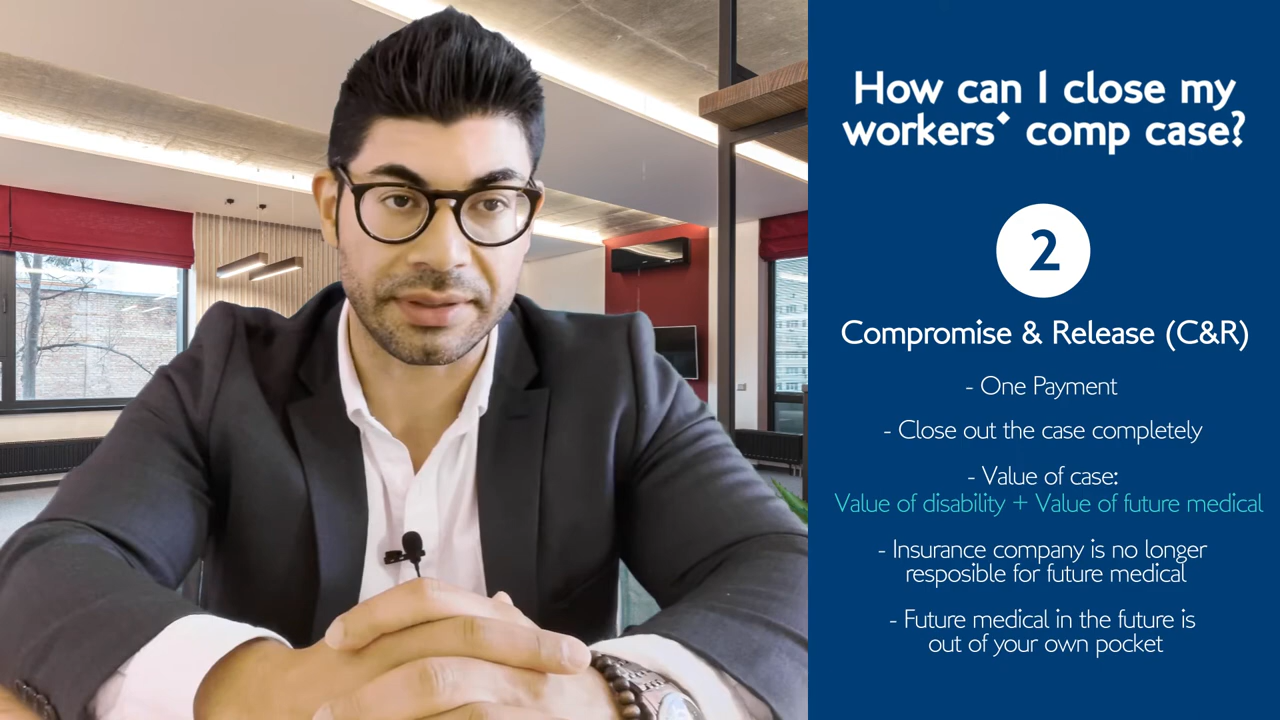 How can I close my
workers' comp case?
2
Compromise & Release (C&R)
- One Payment
- Close out the case completely
- Value of case:
Value of disability + Value of future medical
- Insurance company is no longer
resposible for future medical
- Future medical in the future is
out of your own pocket